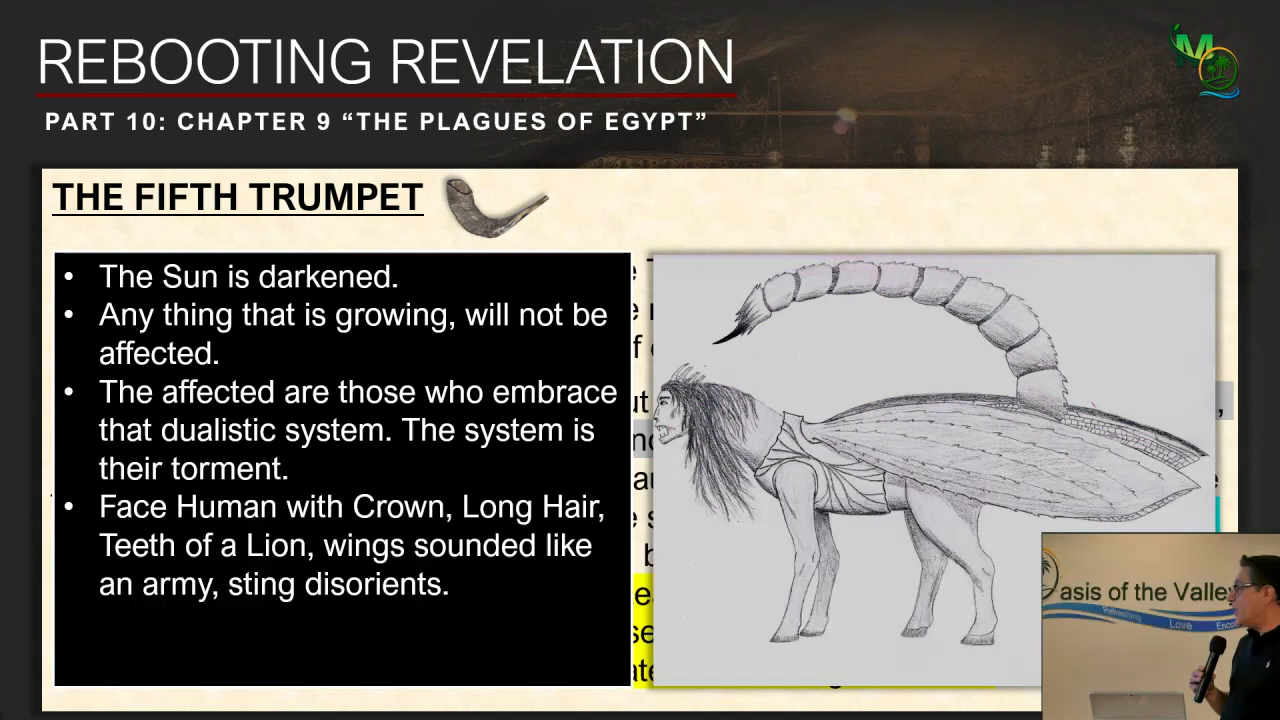 REBOOTING REVELATION
PART 10: CHAPTER 9 “THE PLAGUES OF EGYPT”
THE FIFTH TRUMPET
• The Sun is darkened.
• Any thing that is growing, will not be
affected.
• The affected are those who embrace
that dualistic system. The system is
their torment.
• Face Human with Crown, Long Hair,
Teeth of a Lion, wings sounded like
an army, sting disorients.
asis of the Valley
Refreshing
Love